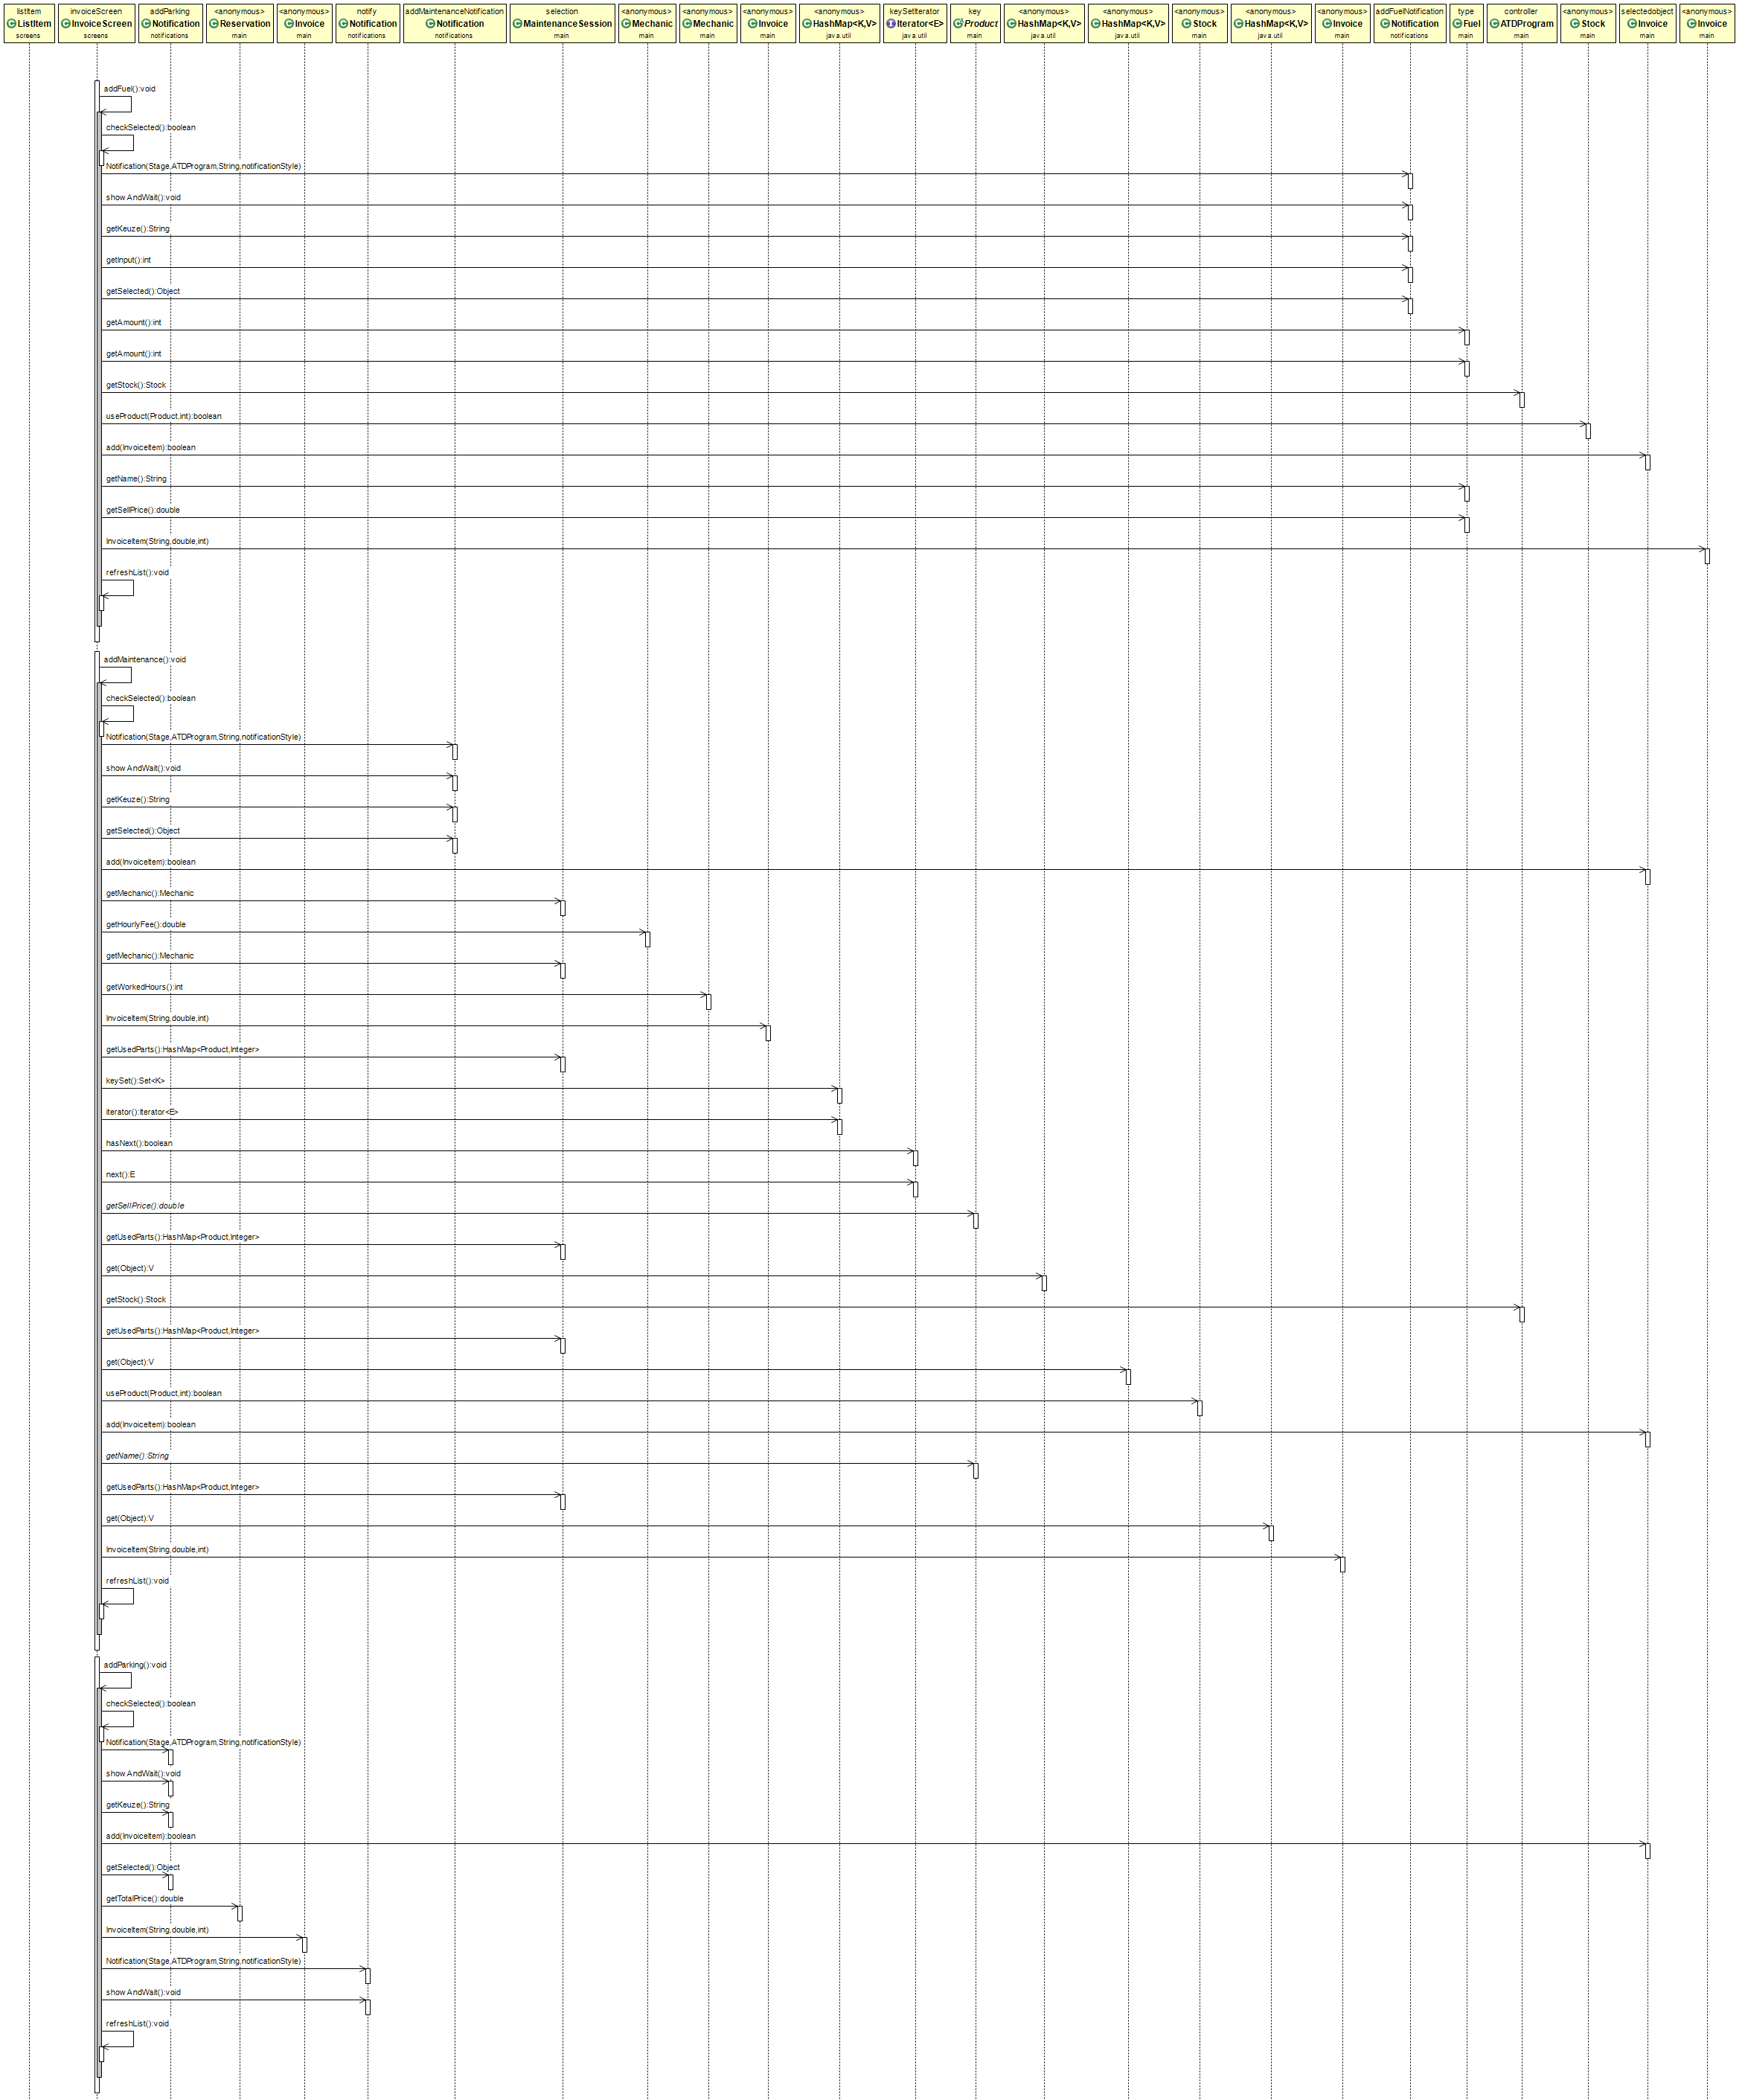 listItem invoiceScreen addParking <anonymous> <anonymous> notify addMaintenanceNotification selection <anonymous> <anonymous> <anonymous> <anonymous> keySetIterator key <anonymous> <anonymous> <anonymous> <anonymous> <anonymous> addFuelNotification type controller <anonymous> selectedobject <anonymous>
ListItem InvoiceScreen Notification Reservation Invoice Notification Notification MaintenanceSession Mechanic Mechanic Invoice HashMap<K,V> Iterator<E> Product HashMap<K,V> HashMap<K,V> Stock HashMap<K,V> Invoice Notification Fuel ATDProgram Stock Invoice Invoice
screens screens notifications main main notifications notifications main main main main java.util java.util main java.util java.util main java.util main notifications main main main main main
addFuel():void
checkSelected():boolean
Notification(Stage,ATDProgram,String,notificationStyle)
showAndWait():void
getKeuze():String
getInput():int
getSelected():Object
getAmount():int
getAmount():int
getStock():Stock
useProduct(Product,int):boolean
add(InvoiceItem):boolean
getName():String
getSellPrice():double
InvoiceItem(String,double,int)
refreshList():void
addMaintenance():void
checkSelected():boolean
Notification(Stage,ATDProgram,String,notificationStyle)
showAndWait():void
getKeuze():String
getSelected():Object
add(InvoiceItem):boolean
getMechanic():Mechanic
getHourlyFee():double
getMechanic():Mechanic
getWorkedHours():int
InvoiceItem(String,double,int)
getUsedParts():HashMap<Product,Integer>
keySet():Set<K>
iterator():Iterator<E>
hasNext():boolean
next():E
getSellPrice():double
getUsedParts():HashMap<Product,Integer>
get(Object):V
getStock():Stock
getUsedParts():HashMap<Product,Integer>
get(Object):V
useProduct(Product,int):boolean
add(InvoiceItem):boolean
getName():String
getUsedParts():HashMap<Product,Integer>
get(Object):V
InvoiceItem(String,double,int)
refreshList():void
addParking():void
checkSelected():boolean
Notification(Stage,ATDProgram,String,notificationStyle)
showAndWait():void
getKeuze():String
add(InvoiceItem):boolean
getSelected():Object
getTotalPrice():double
InvoiceItem(String,double,int)
Notification(Stage,ATDProgram,String,notificationStyle)
showAndWait():void
refreshList():void